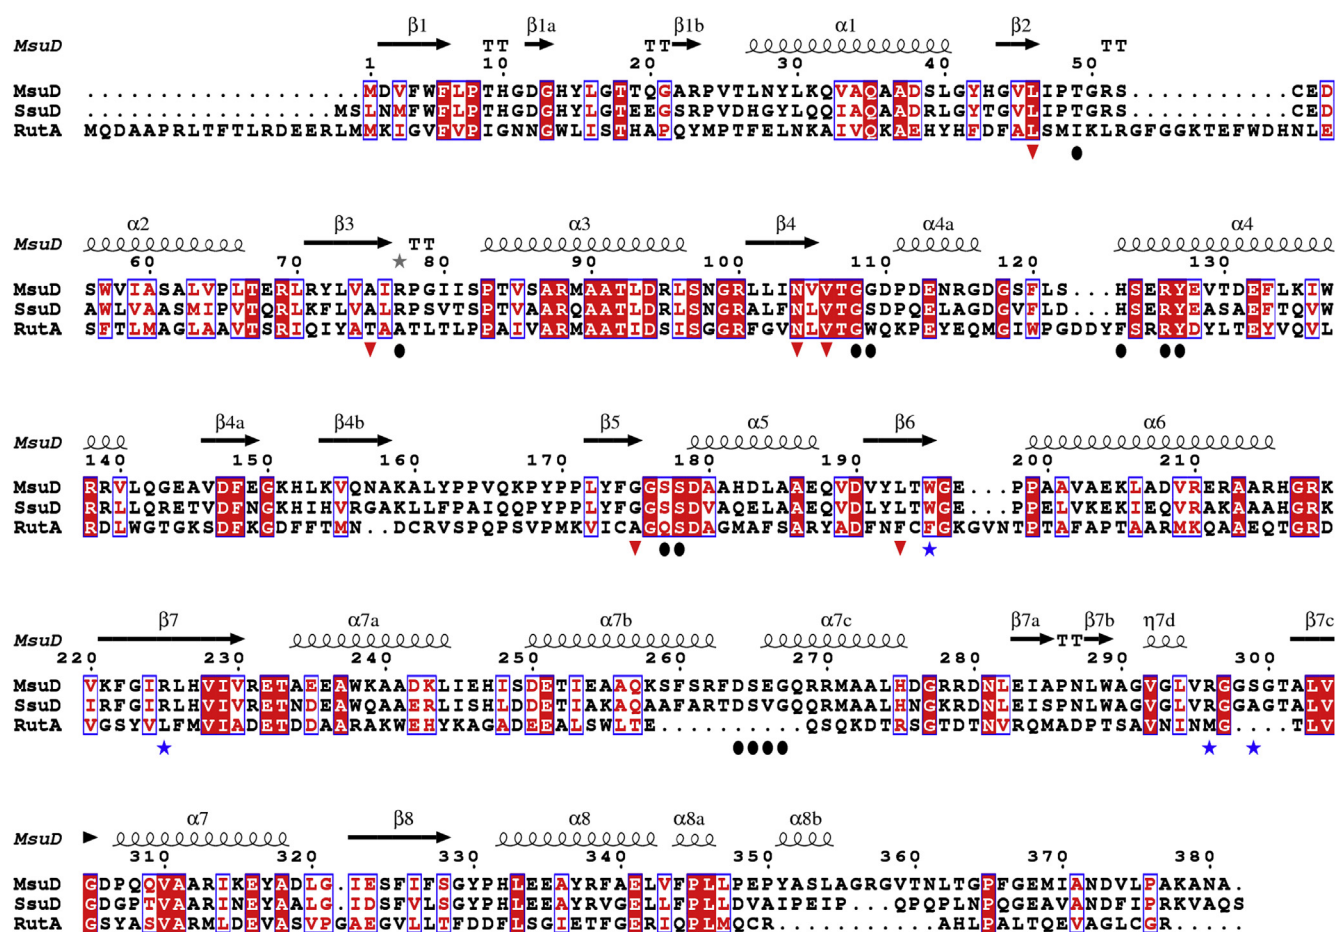 MsuD β1 TT β1a TT β1b α1 β2 TT
1 10 20 30 40 50
MsuD ...................MDVFWFLPTHGDGHYLGTTQGARPVTLNYLKQVAQAADSLGYHGVLIPTGRS...........CED
SsuD .................MSLNMFWFLPTHGDGHYLGTEEGSRPVDHGYLQQIAQAADRLGYTGVLIPTGRS...........CED
RutA MQDAAPRLTFTLRDEERLMMKIGVFVPIGNNGWLISTHAPQYMPTFELNKAIVQKAEHYHFDFALSMIKLRGFGGKTEFWDHNLE
MsuD α2 β3 TT α3 β4 α4a α4
60 70 80 90 100 110 120 130
MsuD SWVIASALVPLTERLRYLVAIRPGIISPTVSARMAATLDRLSNGRLLINVVTGGDPDENRGDGSFLS...HSERYEVTDEFLKIW
SsuD AWLVAASMIPVTQRLKFLVALRPSVTSPTVAARQAATLDRLSNGRALFNLVTGSDPQELAGDGVFLD...HSERYEASAEFTQVW
RutA SFTLMAGLAAVTSRIQIYATAATLTLPPAIVARMAATIDSISGGRFGVNLVTGWQKPEYEQMGIWPGDDYFSRRYDYLTEYVQVL
MsuD β4a β4b β5 α5 β6 α6
140 150 160 170 180 190 200 210
MsuD RRVLQGEAVDFEGKHLKVQNAKALYPPVQKPYPPLYFGGSSDAAHDLAAEQVDVYLTWGE...PPAAVAEKLADVRERAARHGRK
SsuD RRLLQRETVDFNGKHIHVRGAKLLFPAIQQPYPPLYFGGSSDVAQELAAEQVDLYLTWGE...PPELVKEKIEQVRAKAAAHGRK
RutA RDLWGTGKSDFKGDFFTMN..DCRVSPQPSVPMKVICAGQSDAGMAFSARYADFNFCFGKGVNTPTAFAPTAARMKQAAEQTGRD
MsuD β7 α7a α7b α7c β7a TT β7b η7d β7c
220 230 240 250 260 270 280 290 300
MsuD VKFGIRLHVIVRETAEEAWKAADKLIEHISDETIEAAQKSFSRFDSEGQRRMAALHDGRRDNLEIAPNLWAGVGLVRGGSGTALV
SsuD IRFGIRLHVIVRETNDEAWQAAERLISHLDDETIAKAQAAFARTDSVGQQRMAALHNGKRDNLEISPNLWAGVGLVRGGAGTALV
RutA VGSYVLFMVIADETDDAARAKWEHYKAGADEEALSWLTE..........QSQKDTRSGTDTNVRQMADPTSAVNINMG....TLV
MsuD α7 β8 α8 α8a α8b
310 320 330 340 350 360 370 380
MsuD GDPQQVAARIKEYADLG.IESFIFSGYPHLEEAYRFAELVFPLLPEPYASLAGRGVTNLTGPFGEMIANDVLPAKANA.
SsuD GDGPTVAARINEYAALG.IDSFVLSGYPHLEEAYRVGELLFPLLDVAIPEIP...QPQPLNPQGEAVANDFIPRKVAQS
RutA GSYASVARMLDEVASVPGAEGVLLTFDDFLSGIETFGERIQPLMQCR...........AHLPALTQEVAGLCGR.....